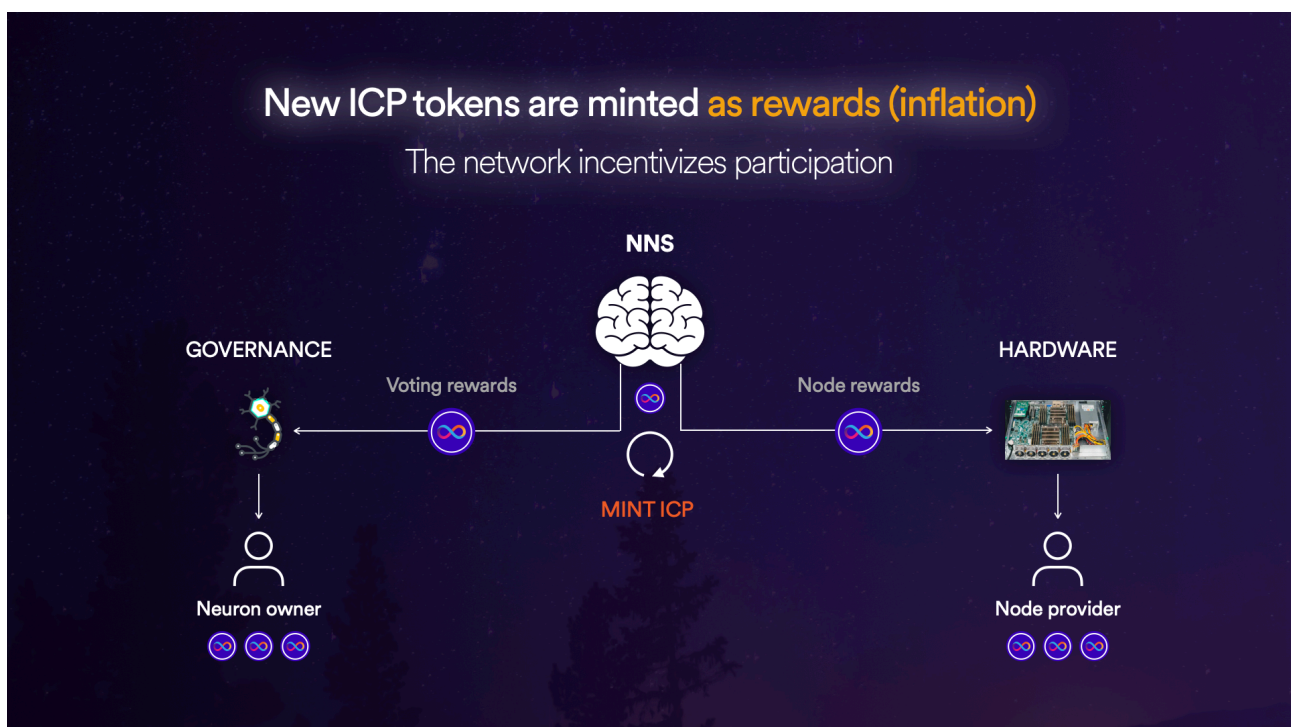 New ICP tokens are minted as rewards (inflation)
The network incentivizes participation
NNS
GOVERNANCE
HARDWARE
Voting rewards
Node rewards
MINT ICP
Neuron owner
Node provider